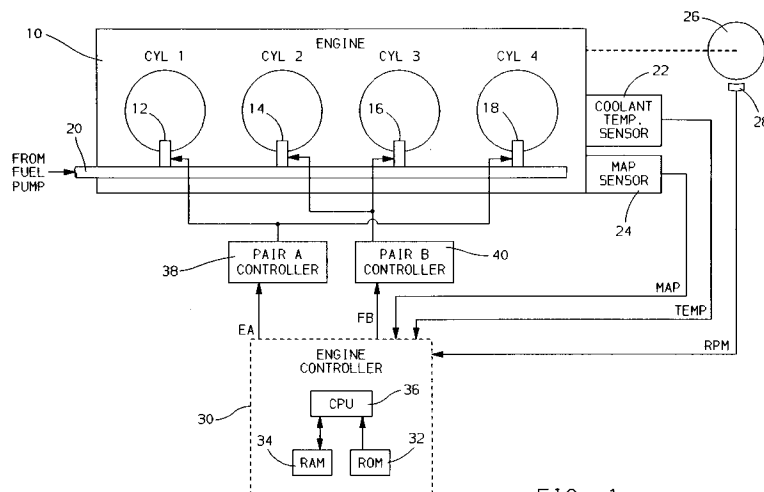 10
ENGINE
26
CYL 1
CYL 2
CYL 3
CYL 4
22
COOLANT
TEMP.
SENSOR
28
12
14
16
18
20
FROM
FUEL
PUMP
MAP
SENSOR
24
38
PAIR A
CONTROLLER
PAIR B
CONTROLLER
40
MAP
TEMP
RPM
EA
FB
ENGINE
CONTROLLER
30
CPU
36
34
RAM
ROM
32